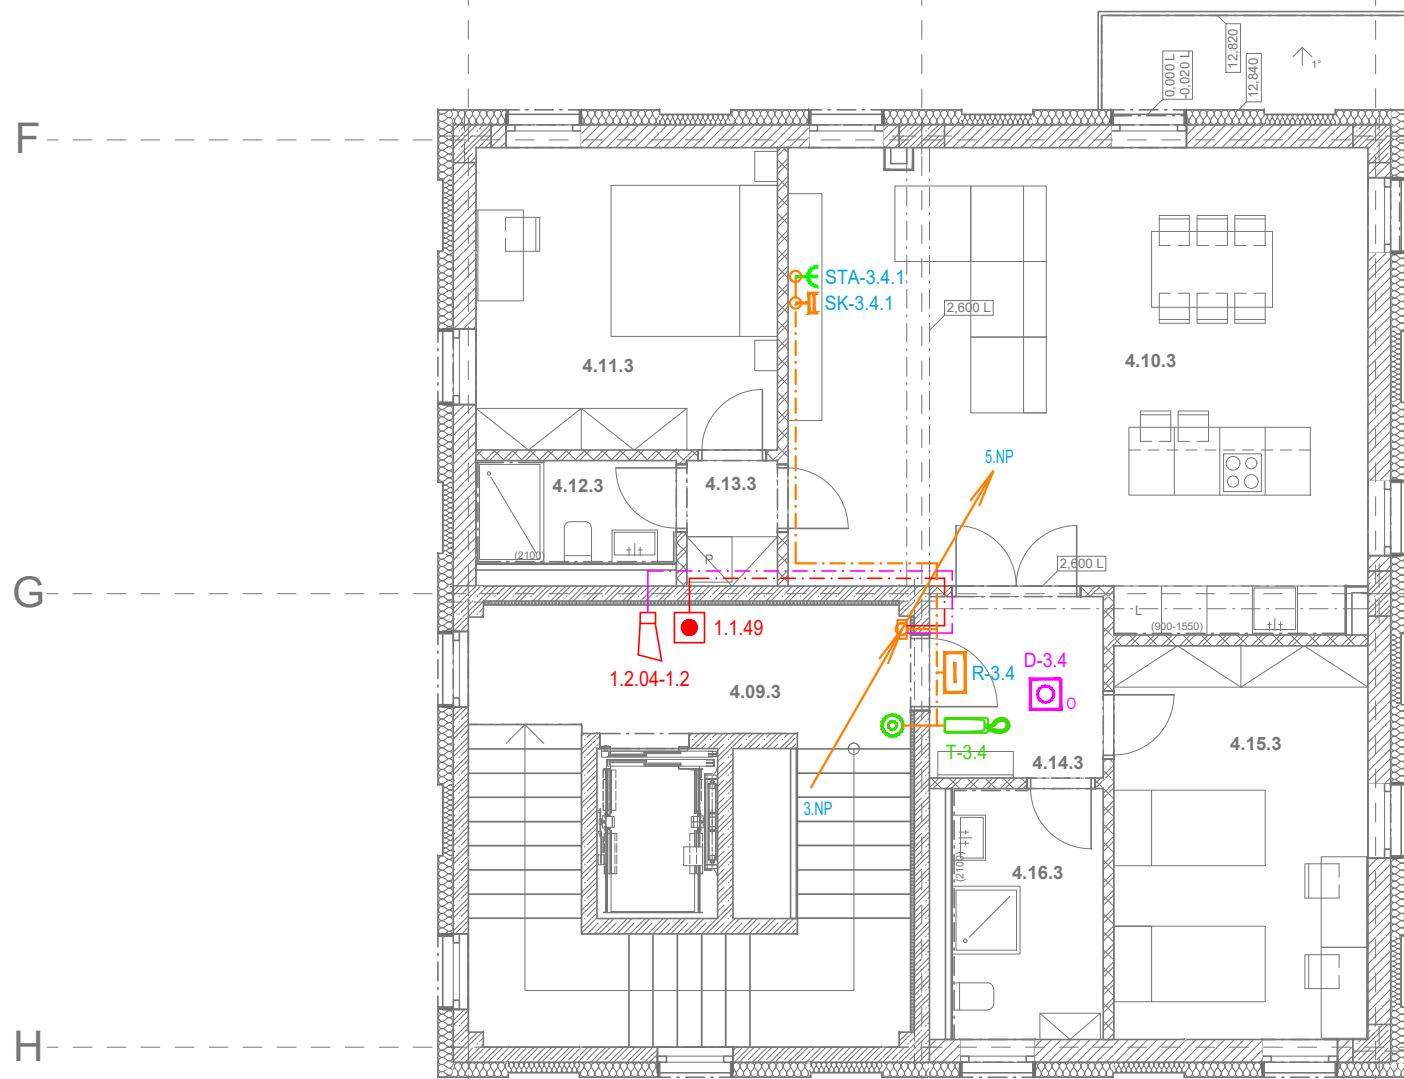 12,820
0,000 L
-0,020 L
12,840
1°
F
STA-3.4.1
SK-3.4.1
2,600 L
4.11.3
4.10.3
5.NP
4.12.3
4.13.3
(2100)
P
2,600 L
G
L
(900-1550)
1.1.49
1.2.04-1.2
4.09.3
R-3.4
D-3.4
O
T-3.4
4.14.3
4.15.3
3.NP
(2100)
4.16.3
H